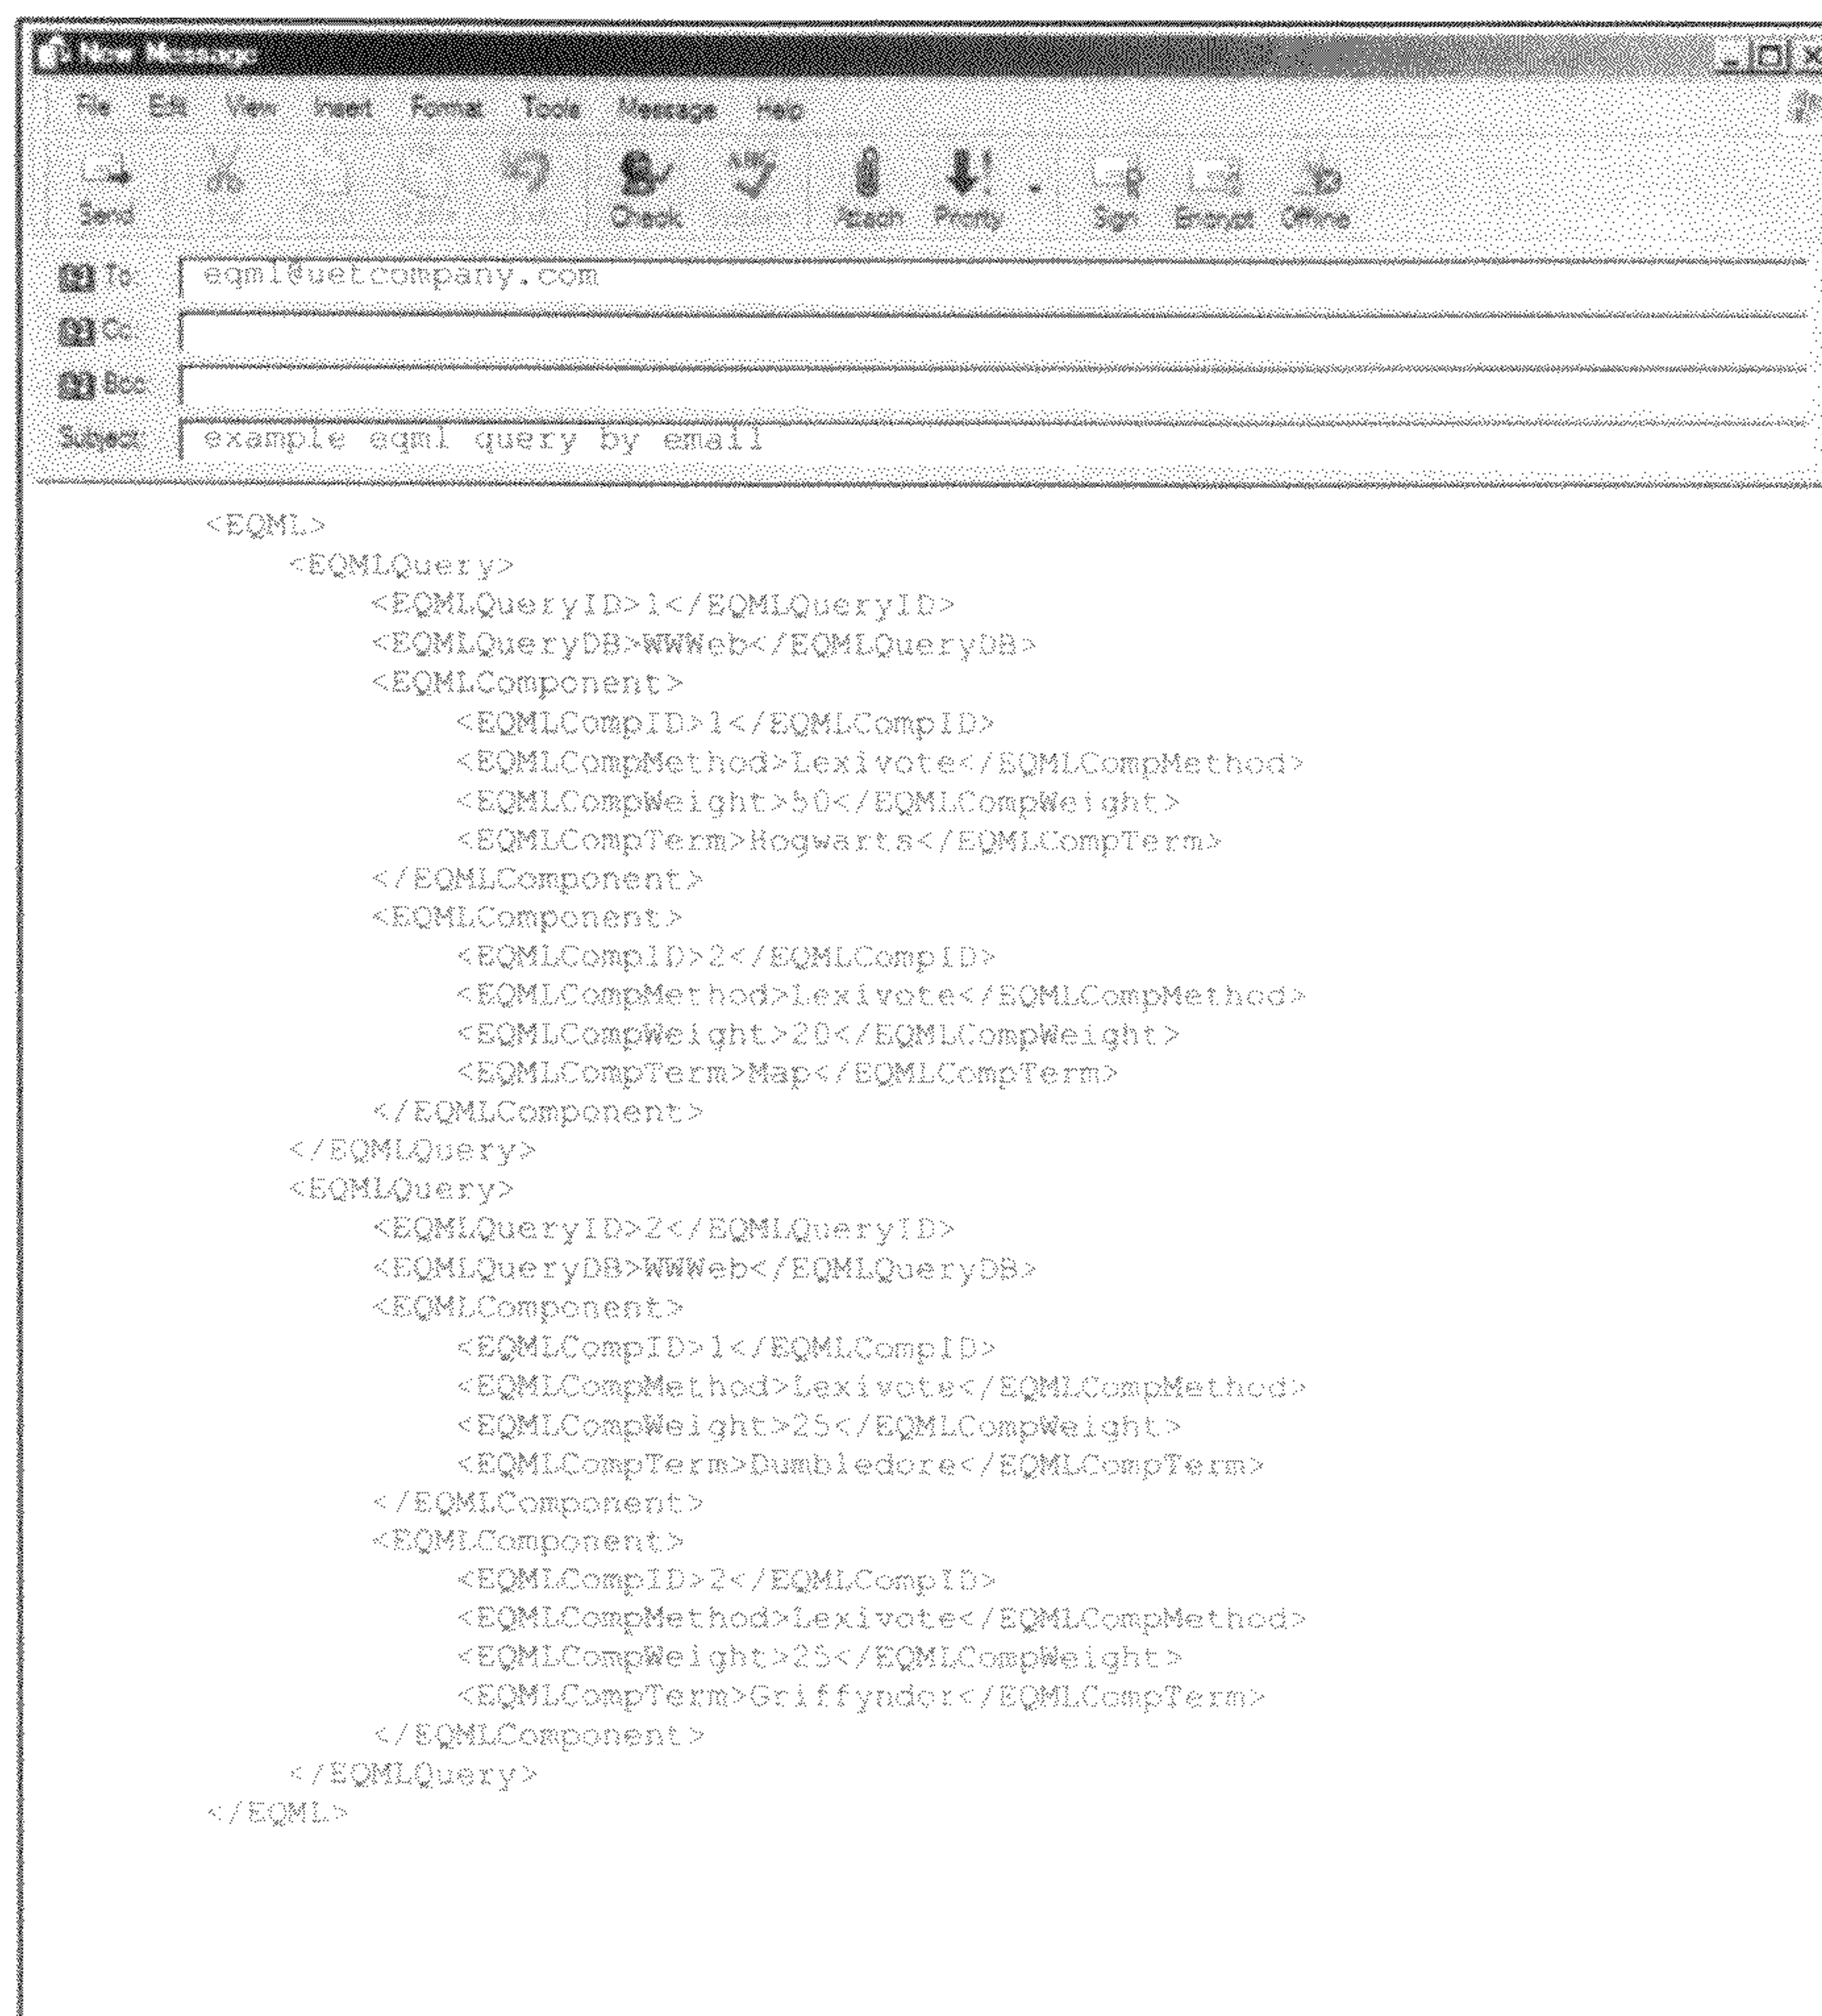 New Message
File Edit View Insert Format Tools Message Help
Send Check Attach Priority Sign Encrypt Offline
To: eqml@uetcompany.com
Cc:
Bcc:
Subject: example eqml query by email
<EQML>
<EQMLQuery>
<EQMLQueryID>1</EQMLQueryID>
<EQMLQueryDB>WWWeb</EQMLQueryDB>
<EQMLComponent>
<EQMLCompID>1</EQMLCompID>
<EQMLCompMethod>Lexivote</EQMLCompMethod>
<EQMLCompWeight>50</EQMLCompWeight>
<EQMLCompTerm>Hogwarts</EQMLCompTerm>
</EQMLComponent>
<EQMLComponent>
<EQMLCompID>2</EQMLCompID>
<EQMLCompMethod>Lexivote</EQMLCompMethod>
<EQMLCompWeight>20</EQMLCompWeight>
<EQMLCompTerm>Map</EQMLCompTerm>
</EQMLComponent>
</EQMLQuery>
<EQMLQuery>
<EQMLQueryID>2</EQMLQueryID>
<EQMLQueryDB>WWWeb</EQMLQueryDB>
<EQMLComponent>
<EQMLCompID>1</EQMLCompID>
<EQMLCompMethod>Lexivote</EQMLCompMethod>
<EQMLCompWeight>25</EQMLCompWeight>
<EQMLCompTerm>Dumbledore</EQMLCompTerm>
</EQMLComponent>
<EQMLComponent>
<EQMLCompID>2</EQMLCompID>
<EQMLCompMethod>Lexivote</EQMLCompMethod>
<EQMLCompWeight>25</EQMLCompWeight>
<EQMLCompTerm>Griffyndor</EQMLCompTerm>
</EQMLComponent>
</EQMLQuery>
</EQML>